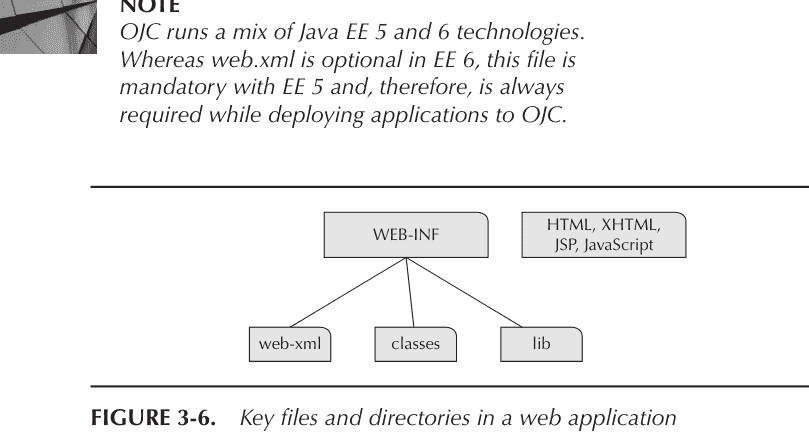 NOTE
OJC runs a mix of Java EE 5 and 6 technologies.
Whereas web.xml is optional in EE 6, this file is
mandatory with EE 5 and, therefore, is always
required while deploying applications to OJC.
WEB-INF
HTML, XHTML,
JSP, JavaScript
web-xml
classes
lib
FIGURE 3-6. Key files and directories in a web application